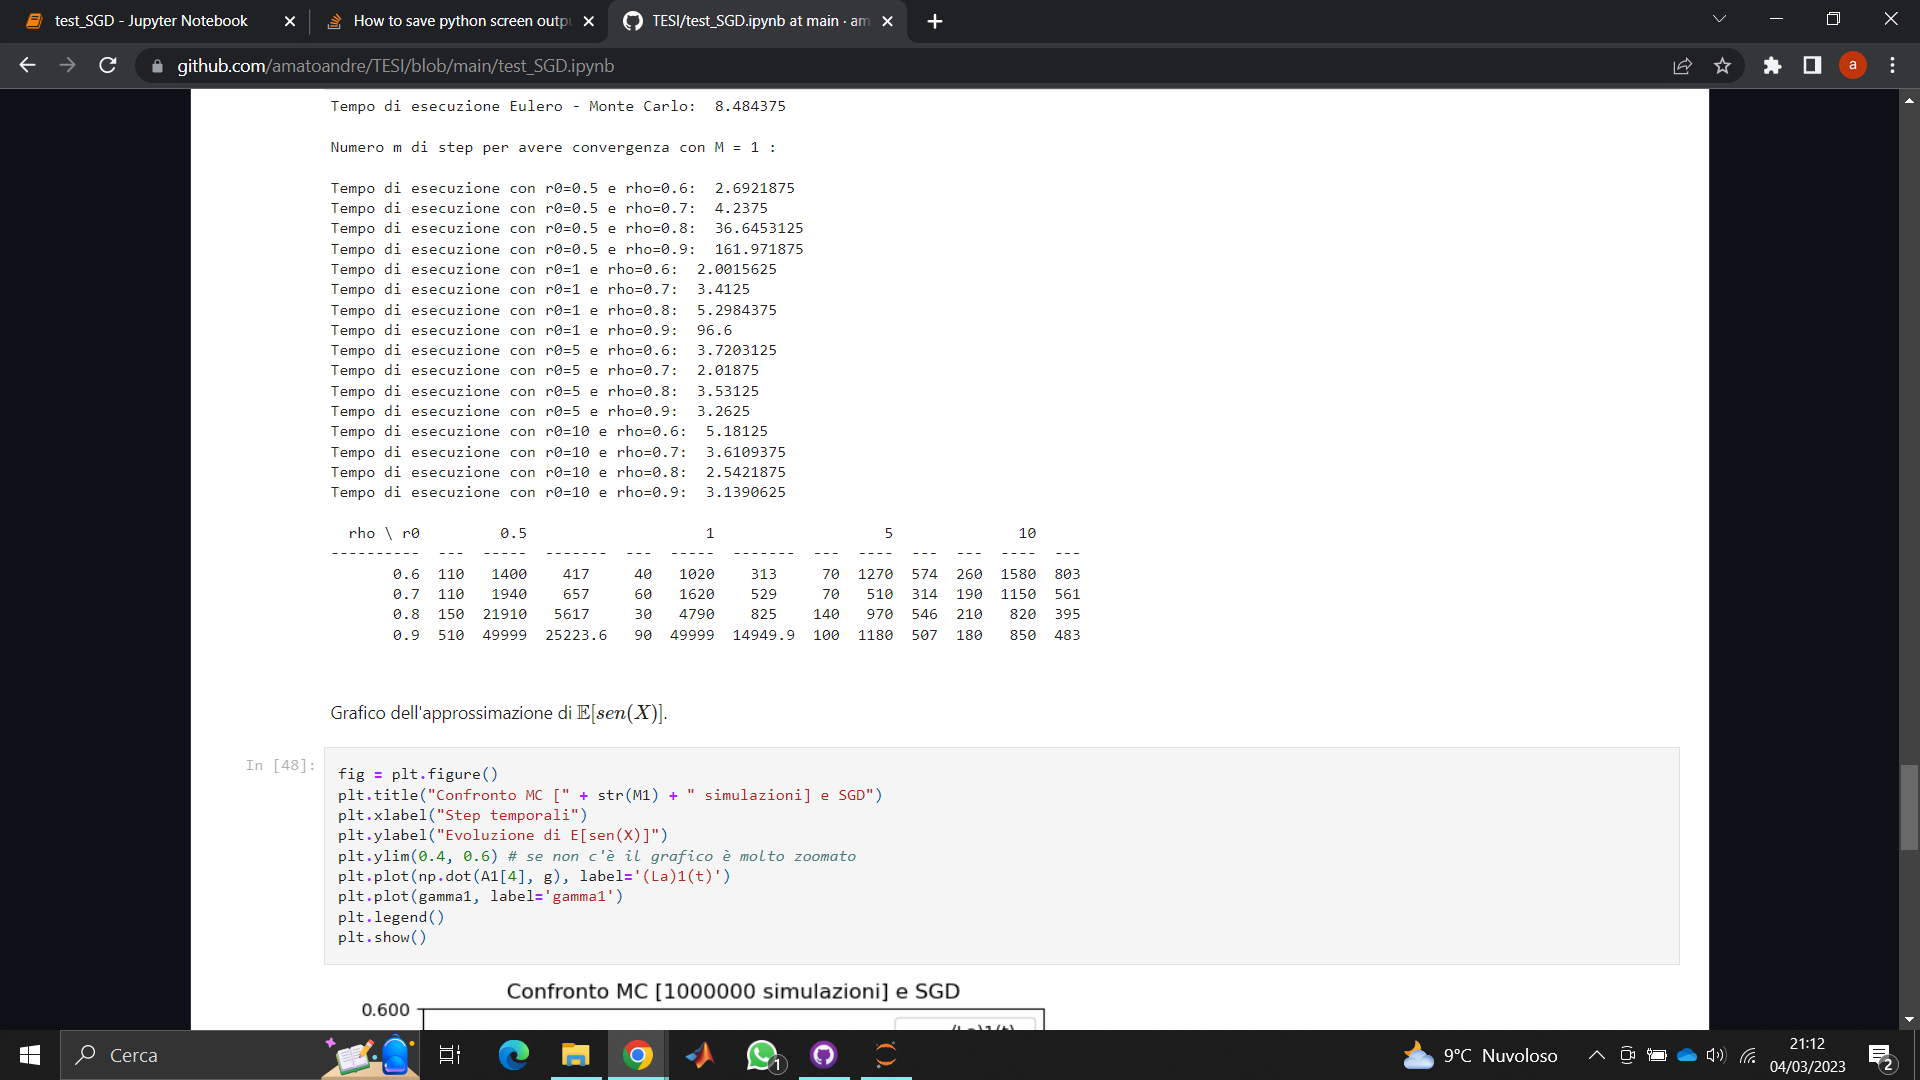 test_SGD - Jupyter Notebook
How to save python screen outp
TESI/test_SGD.ipynb at main · am
github.com/amatoandre/TESI/blob/main/test_SGD.ipynb
a
Tempo di esecuzione Eulero - Monte Carlo:  8.484375
Numero m di step per avere convergenza con M = 1 :
Tempo di esecuzione con r0=0.5 e rho=0.6:  2.6921875
Tempo di esecuzione con r0=0.5 e rho=0.7:  4.2375
Tempo di esecuzione con r0=0.5 e rho=0.8:  36.6453125
Tempo di esecuzione con r0=0.5 e rho=0.9:  161.971875
Tempo di esecuzione con r0=1 e rho=0.6:  2.0015625
Tempo di esecuzione con r0=1 e rho=0.7:  3.4125
Tempo di esecuzione con r0=1 e rho=0.8:  5.2984375
Tempo di esecuzione con r0=1 e rho=0.9:  96.6
Tempo di esecuzione con r0=5 e rho=0.6:  3.7203125
Tempo di esecuzione con r0=5 e rho=0.7:  2.01875
Tempo di esecuzione con r0=5 e rho=0.8:  3.53125
Tempo di esecuzione con r0=5 e rho=0.9:  3.2625
Tempo di esecuzione con r0=10 e rho=0.6:  5.18125
Tempo di esecuzione con r0=10 e rho=0.7:  3.6109375
Tempo di esecuzione con r0=10 e rho=0.8:  2.5421875
Tempo di esecuzione con r0=10 e rho=0.9:  3.1390625
rho \ r0         0.5                    1                   5              10
----------  ---  -----  -------  ---  -----  -------  ---  ----  ---  ---  ----  ---
0.6  110   1400    417     40   1020    313     70  1270  574  260  1580  803
0.7  110   1940    657     60   1620    529     70   510  314  190  1150  561
0.8  150  21910   5617     30   4790    825    140   970  546  210   820  395
0.9  510  49999  25223.6   90  49999  14949.9  100  1180  507  180   850  483
Grafico dell'approssimazione di 𝔼[sen(X)].
In [48]:
fig = plt.figure()
plt.title("Confronto MC [" + str(M1) + " simulazioni] e SGD")
plt.xlabel("Step temporali")
plt.ylabel("Evoluzione di E[sen(X)]")
plt.ylim(0.4, 0.6) # se non c'è il grafico è molto zoomato
plt.plot(np.dot(A1[4], g), label='(La)1(t)')
plt.plot(gamma1, label='gamma1')
plt.legend()
plt.show()
Confronto MC [1000000 simulazioni] e SGD
0.600
(La)1(t)
Cerca
1
9°C Nuvoloso
21:12
04/03/2023
2